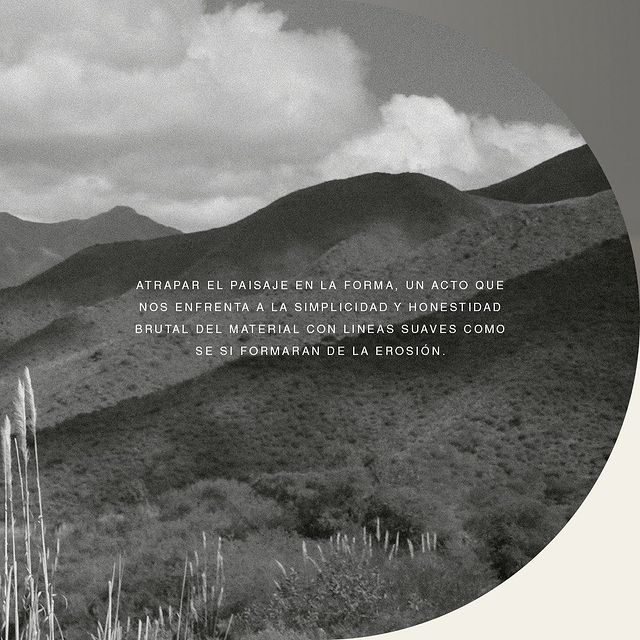 ATRAPAR EL PAISAJE EN LA FORMA, UN ACTO QUE
NOS ENFRENTA A LA SIMPLICIDAD Y HONESTIDAD
BRUTAL DEL MATERIAL CON LINEAS SUAVES COMO
SE SI FORMARAN DE LA EROSIÓN.